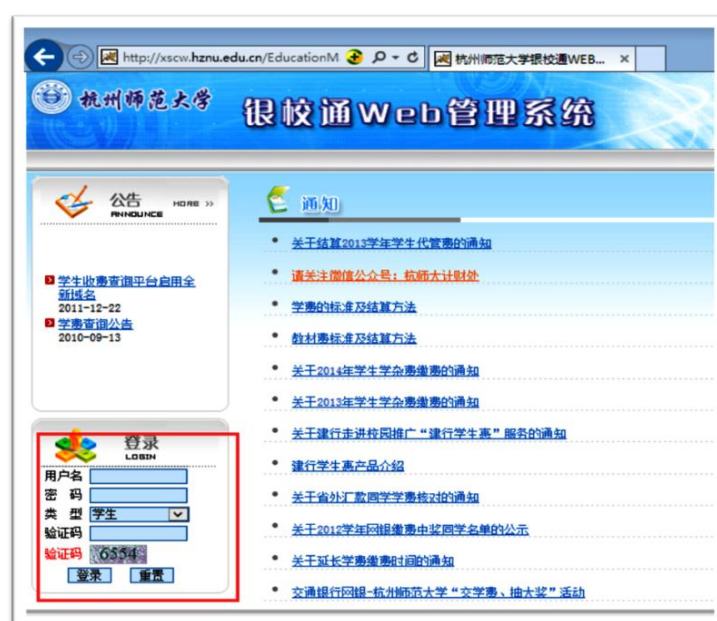 http://xscw.hznu.edu.cn/EducationM
杭州师范大学银校通WEB...
杭州师范大学
银校通Web管理系统
公告
MORE >>
ANNOUNCE
学生收费查询平台启用全
新域名
2011-12-22
学费查询公告
2010-09-13
登录
LOGIN
用户名
密 码
类 型 学生
验证码
验证码 6554
登录 重置
通知
关于结算2013学年学生代管费的通知
请关注微信公众号：杭师大计财处
学费的标准及结算方法
教材费标准及结算方法
关于2014年学生学杂费缴费的通知
关于2013年学生学杂费缴费的通知
关于建行走进校园推广“建行学生惠”服务的通知
建行学生惠产品介绍
关于省外汇款同学学费核对的通知
关于2012学年网银缴费中奖同学名单的公示
关于延长学费缴费时间的通知
交通银行网银-杭州师范大学“交学费、抽大奖”活动